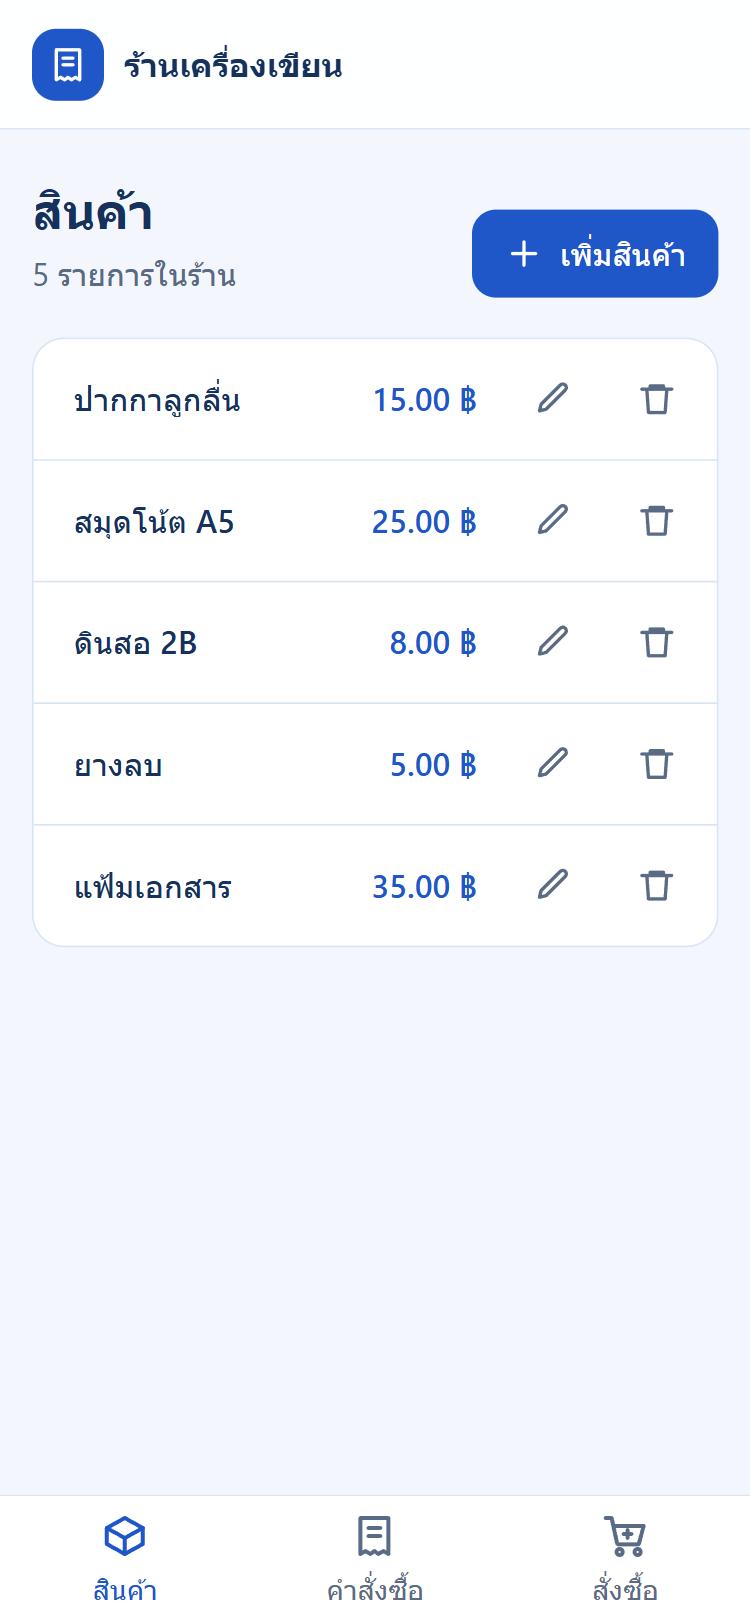 ร้านเครื่องเขียน
สินค้า
5 รายการในร้าน
เพิ่มสินค้า
ปากกาลูกลื่น 15.00 ฿
สมุดโน้ต A5 25.00 ฿
ดินสอ 2B 8.00 ฿
ยางลบ 5.00 ฿
แฟ้มเอกสาร 35.00 ฿
สินค้า คำสั่งซื้อ สั่งซื้อ